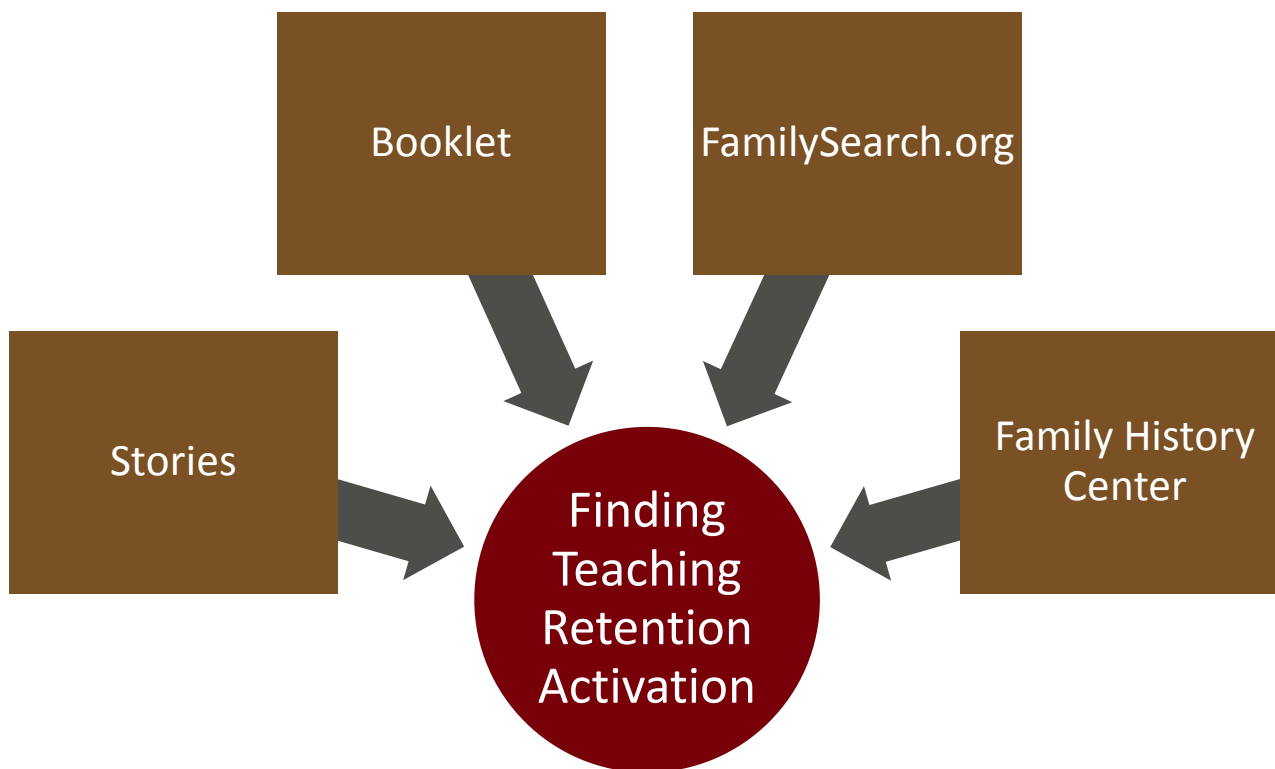 Booklet
FamilySearch.org
Stories
Family History
Center
Finding
Teaching
Retention
Activation